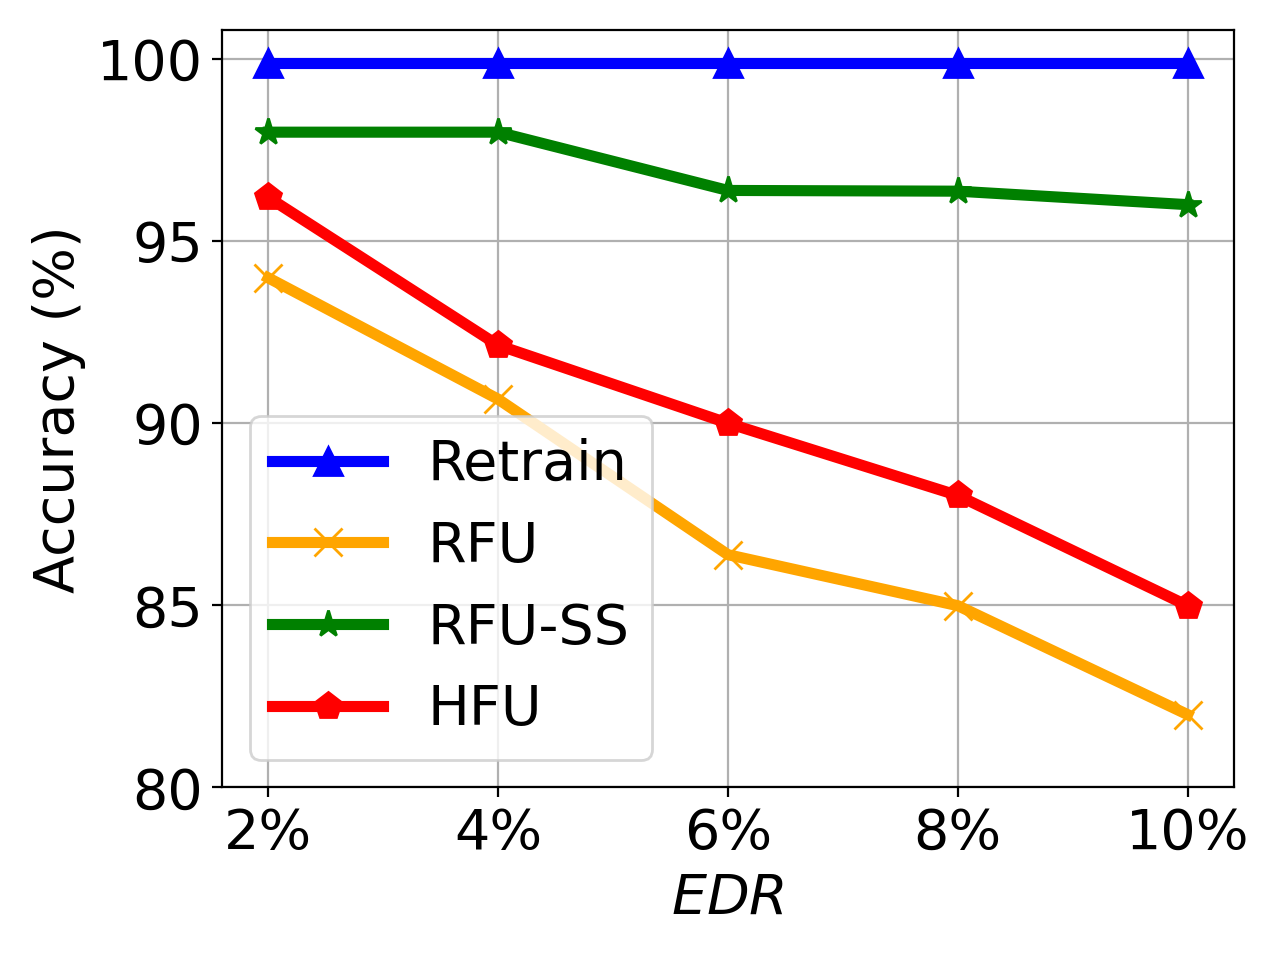 100
95
90
85
80
Accuracy (%)
Retrain
RFU
RFU-SS
HFU
2% 4% 6% 8% 10%
EDR